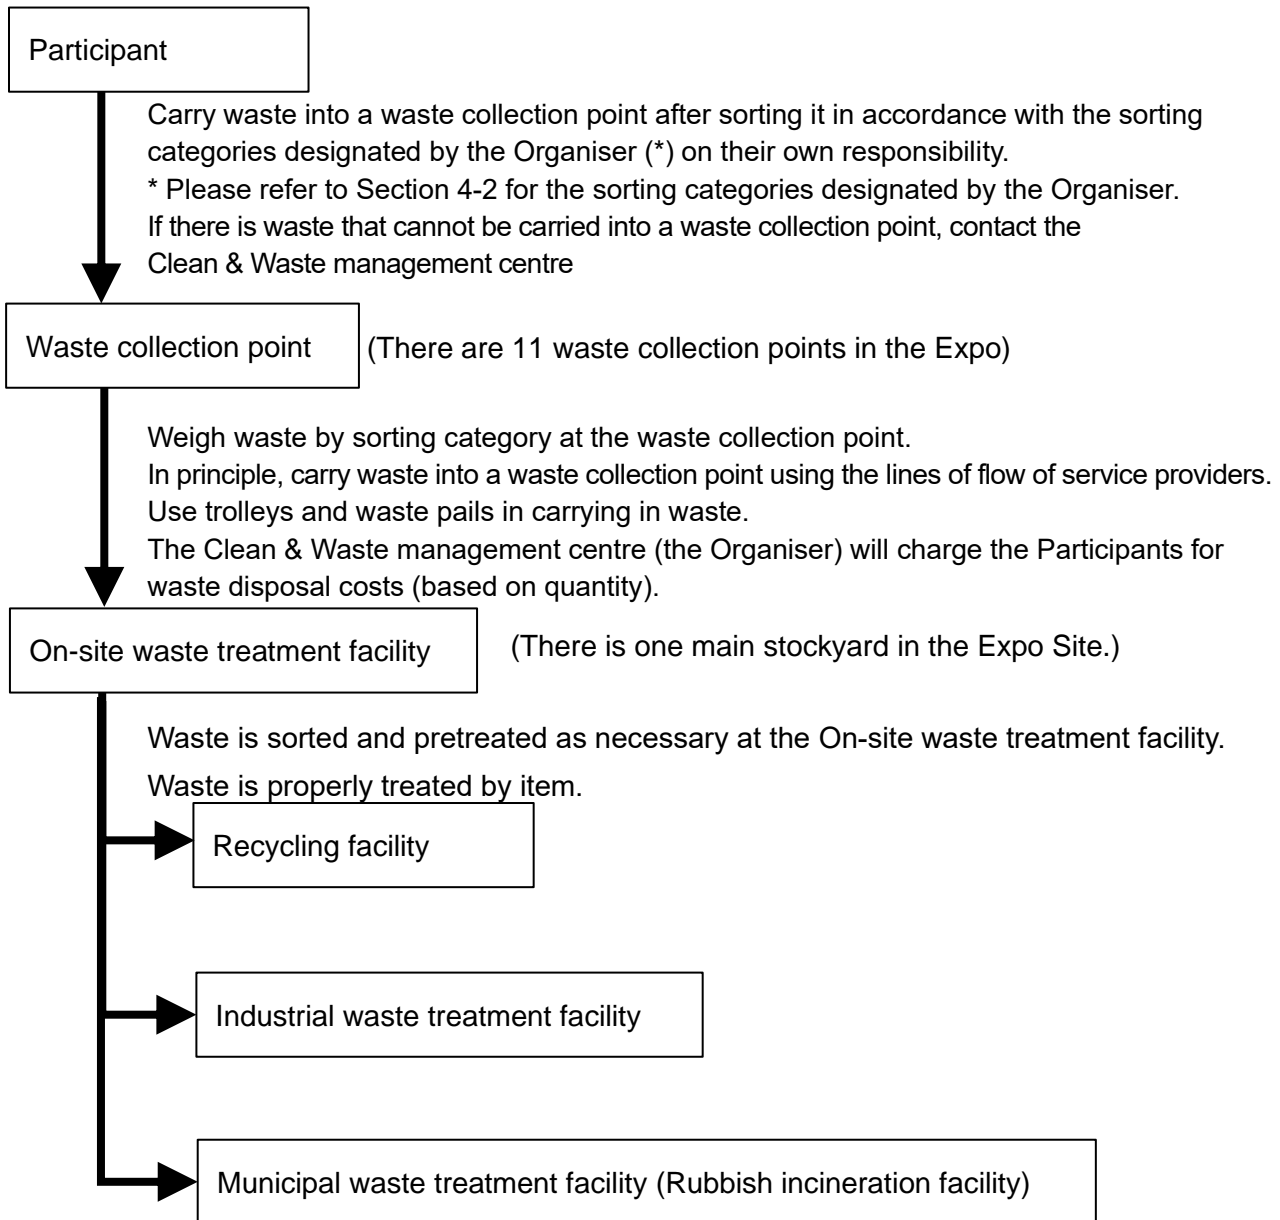 Participant
Carry waste into a waste collection point after sorting it in accordance with the sorting
categories designated by the Organiser (*) on their own responsibility.
* Please refer to Section 4-2 for the sorting categories designated by the Organiser.
If there is waste that cannot be carried into a waste collection point, contact the
Clean & Waste management centre
Waste collection point
(There are 11 waste collection points in the Expo)
Weigh waste by sorting category at the waste collection point.
In principle, carry waste into a waste collection point using the lines of flow of service providers.
Use trolleys and waste pails in carrying in waste.
The Clean & Waste management centre (the Organiser) will charge the Participants for
waste disposal costs (based on quantity).
On-site waste treatment facility
(There is one main stockyard in the Expo Site.)
Waste is sorted and pretreated as necessary at the On-site waste treatment facility.
Waste is properly treated by item.
Recycling facility
Industrial waste treatment facility
Municipal waste treatment facility (Rubbish incineration facility)